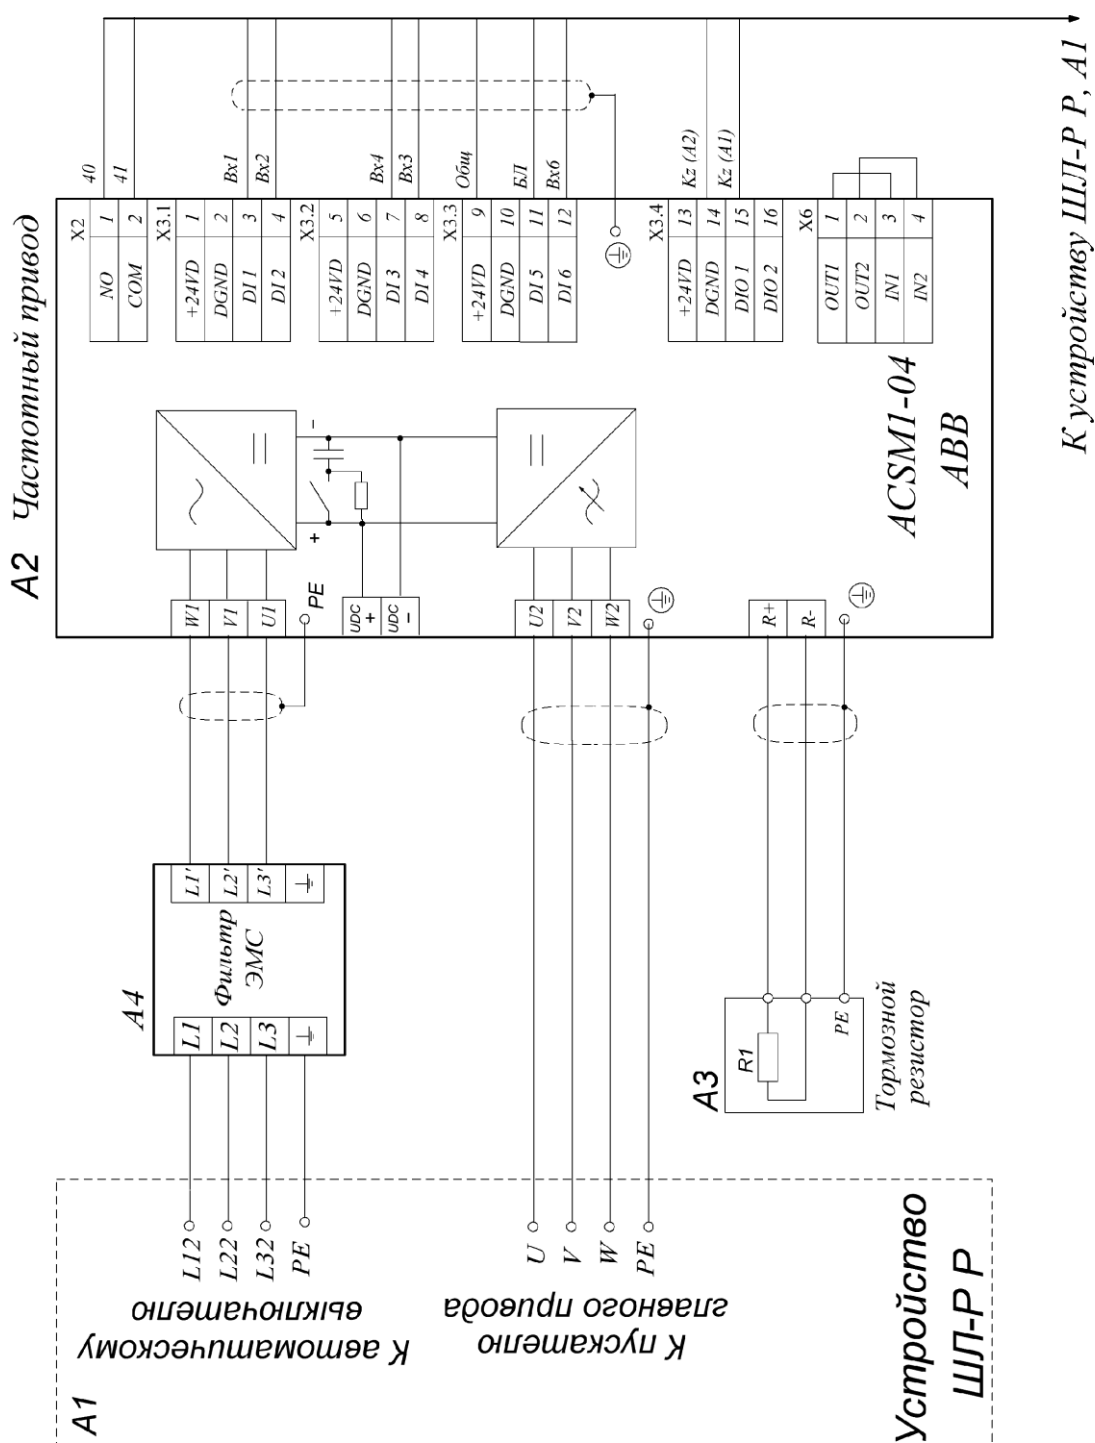 A2 Частотный привод
X2
NO 1 40
COM 2 41
X3.1
+24VD 1
DGND 2
DI 1 3 Вх1
DI 2 4 Вх2
X3.2
+24VD 5
DGND 6
DI 3 7 Вх4
DI 4 8 Вх3
X3.3
+24VD 9 Общ
DGND 10
DI 5 11 БЛ
DI 6 12 Вх6
X3.4
+24VD 13 Kz (A2)
DGND 14
DIO 1 15 Kz (A1)
DIO 2 16
X6
OUT1 1
OUT2 2
IN1 3
IN2 4
К устройству ШЛ-Р Р, А1
ACSM1-04
ABB
+
-
W1
V1
U1
PE
UDC +
UDC -
U2
V2
W2
R+
R-
A4
Фильтр
ЭМС
L1 L1'
L2 L2'
L3 L3'
A3
R1
PE
Тормозной
резистор
A1
L12
L22
L32
PE
К автоматическому
выключателю
U
V
W
PE
К пускателю
главного привода
Устройство
ШЛ-Р Р